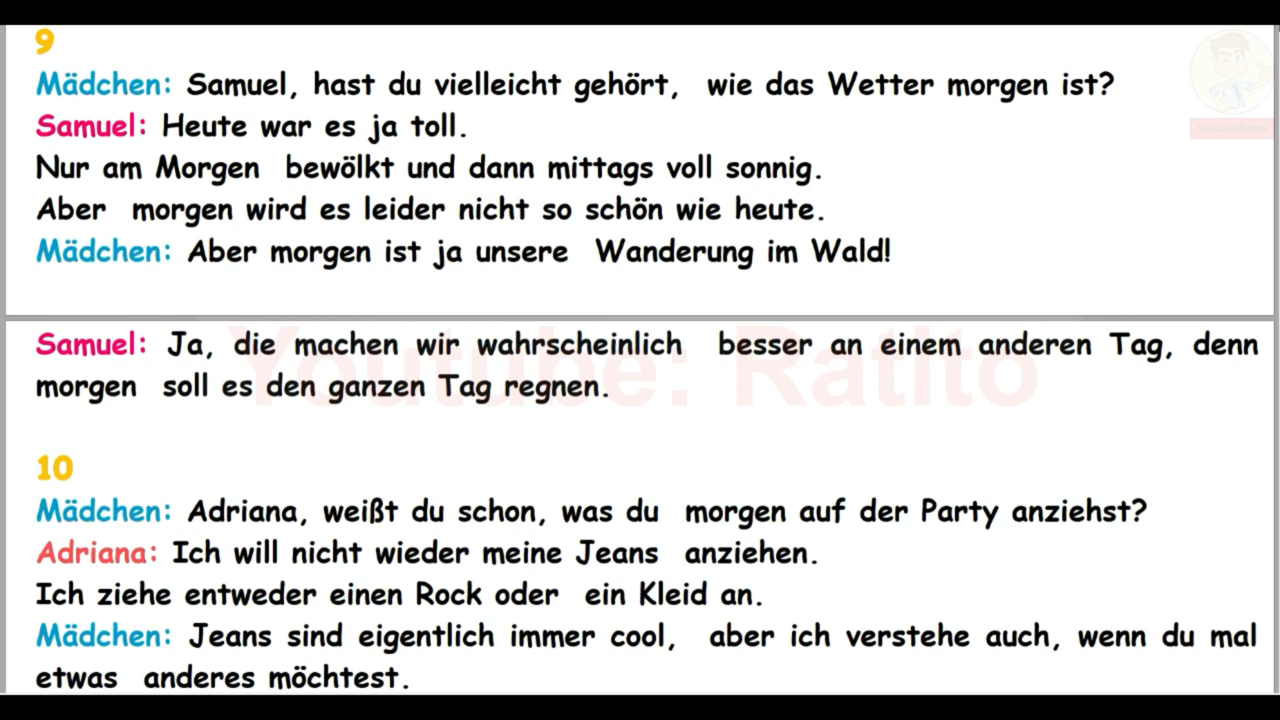 9
Mädchen: Samuel, hast du vielleicht gehört, wie das Wetter morgen ist?
Samuel: Heute war es ja toll.
Nur am Morgen bewölkt und dann mittags voll sonnig.
Aber morgen wird es leider nicht so schön wie heute.
Mädchen: Aber morgen ist ja unsere Wanderung im Wald!
Youtube: Ratito
Samuel: Ja, die machen wir wahrscheinlich besser an einem anderen Tag, denn
morgen soll es den ganzen Tag regnen.
10
Mädchen: Adriana, weißt du schon, was du morgen auf der Party anziehst?
Adriana: Ich will nicht wieder meine Jeans anziehen.
Ich ziehe entweder einen Rock oder ein Kleid an.
Mädchen: Jeans sind eigentlich immer cool, aber ich verstehe auch, wenn du mal
etwas anderes möchtest.